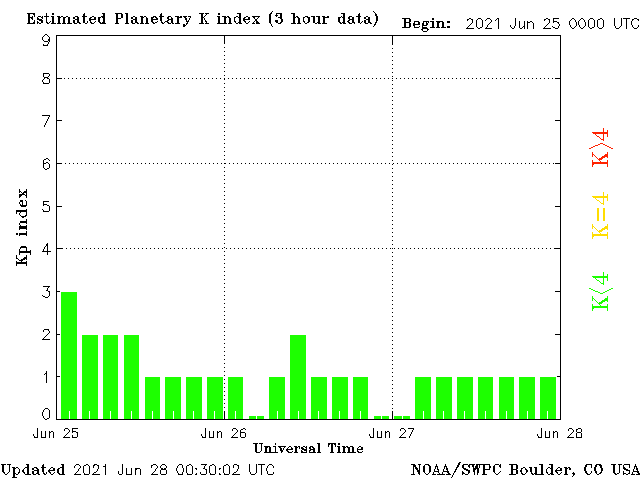 Estimated Planetary K index (3 hour data) Begin: 2021 Jun 25 0000 UTC
9
8
7
6
5
4
3
2
1
0
Kp index
K>4
K=4
K<4
Jun 25 Jun 26 Jun 27 Jun 28
Universal Time
Updated 2021 Jun 28 00:30:02 UTC NOAA/SWPC Boulder, CO USA